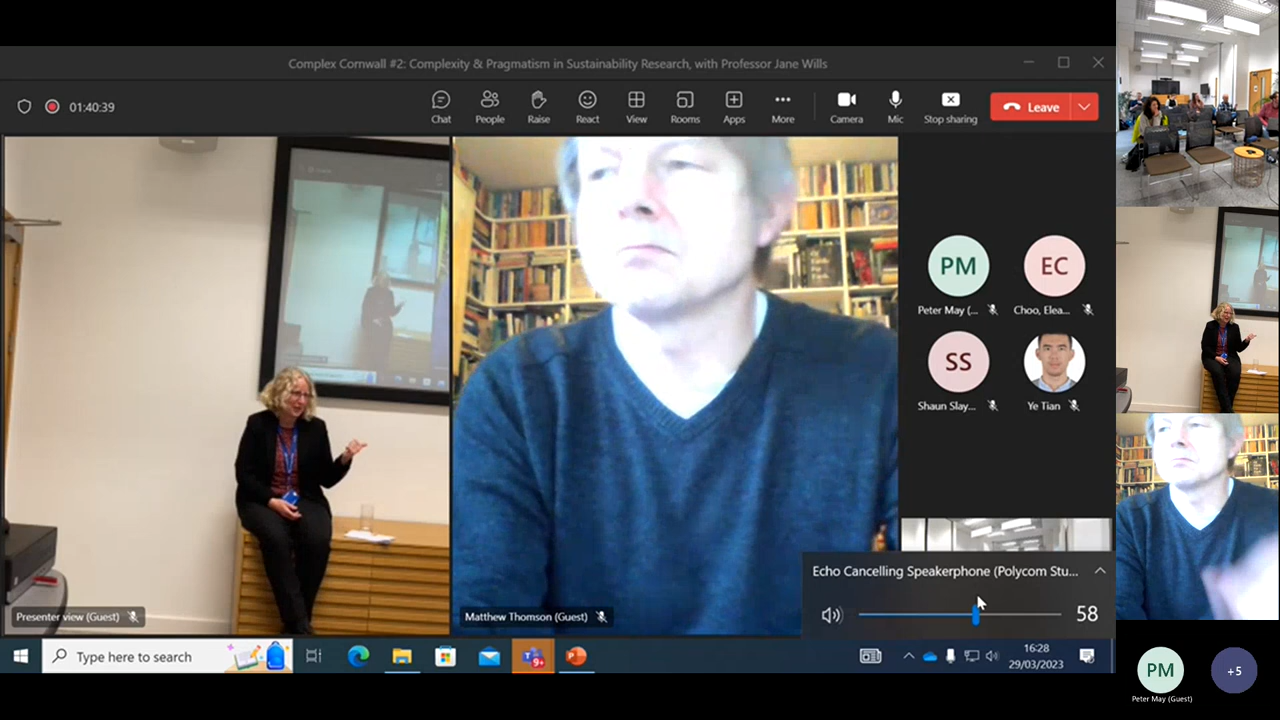 Complex Cornwall #2: Complexity & Pragmatism in Sustainability Research, with Professor Jane Wills
01:40:39
Chat People Raise React View Rooms Apps More Camera Mic Stop sharing Leave
PM EC
Peter May (... Choo, Elea...
SS
Shaun Slay... Ye Tian
Echo Cancelling Speakerphone (Polycom Stu...
58
Presenter view (Guest) Matthew Thomson (Guest)
Type here to search
9+
16:28
29/03/2023
PM +5
Peter May (Guest)